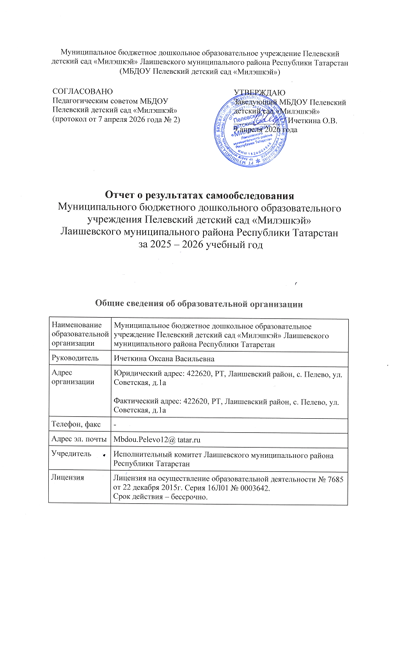 Муниципальное бюджетное дошкольное образовательное учреждение Пелевский
детский сад «Милэшкэй» Лаишевского муниципального района Республики Татарстан
(МБДОУ Пелевский детский сад «Милэшкэй»)
СОГЛАСОВАНО
Педагогическим советом МБДОУ
Пелевский детский сад «Милэшкэй»
(протокол от 7 апреля 2026 года № 2)
УТВЕРЖДАЮ
Заведующий МБДОУ Пелевский
детский сад «Милэшкэй»
Ичеткина О.В.
апреля 2026 года
Отчет о результатах самообследования
Муниципального бюджетного дошкольного образовательного
учреждения Пелевский детский сад «Милэшкэй»
Лаишевского муниципального района Республики Татарстан
за 2025 – 2026 учебный год
Общие сведения об образовательной организации
Наименование образовательной организации
Муниципальное бюджетное дошкольное образовательное
учреждение Пелевский детский сад «Милэшкэй» Лаишевского
муниципального района Республики Татарстан
Руководитель
Ичеткина Оксана Васильевна
Адрес
организации
Юридический адрес: 422620, РТ, Лаишевский район, с. Пелево, ул.
Советская, д.1а
Фактический адрес: 422620, РТ, Лаишевский район, с. Пелево, ул.
Советская, д.1а
Телефон, факс
-
Адрес эл. почты
Mbdou.Pelevo12@ tatar.ru
Учредитель
Исполнительный комитет Лаишевского муниципального района
Республики Татарстан
Лицензия
Лицензия на осуществление образовательной деятельности № 7685
от 22 декабря 2015г. Серия 16Л01 № 0003642.
Срок действия – бессрочно.